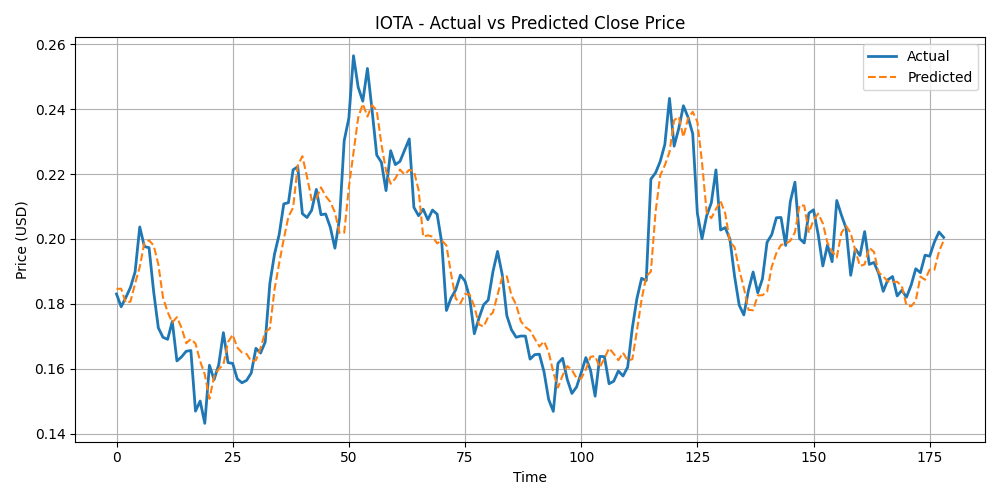 IOTA - Actual vs Predicted Close Price
Actual
Predicted
Price (USD)
0.26
0.24
0.22
0.20
0.18
0.16
0.14
0 25 50 75 100 125 150 175
Time